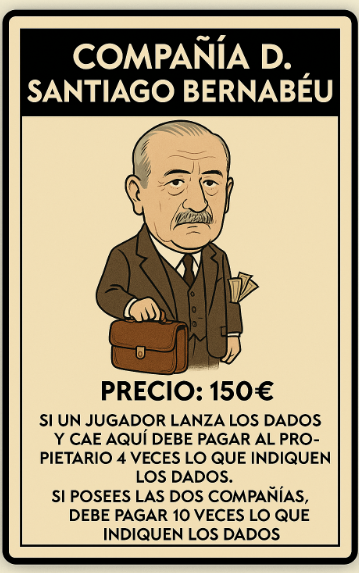 COMPAÑÍA D.
SANTIAGO BERNABÉU
PRECIO: 150€
SI UN JUGADOR LANZA LOS DADOS
Y CAE AQUÍ DEBE PAGAR AL PRO-
PIETARIO 4 VECES LO QUE INDIQUEN
LOS DADOS.
SI POSEES LAS DOS COMPAÑÍAS,
DEBE PAGAR 10 VECES LO QUE
INDIQUEN LOS DADOS